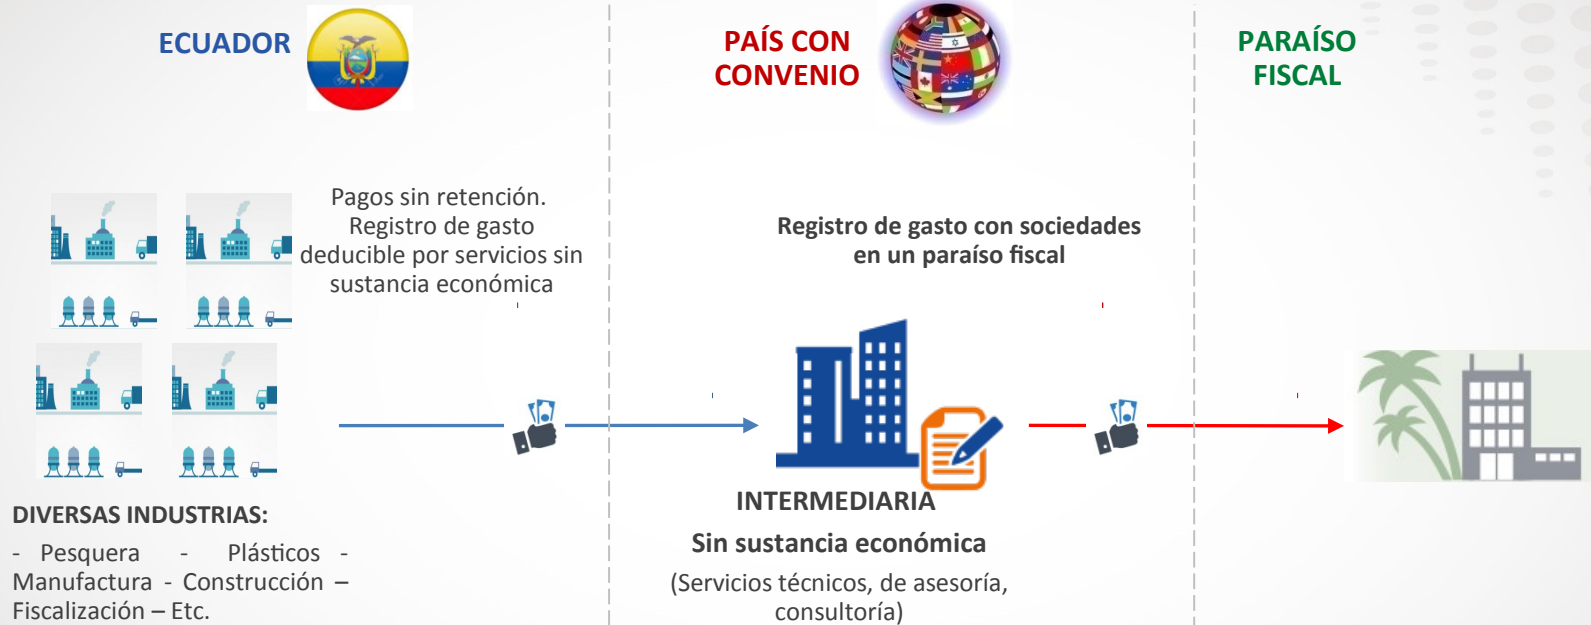 ECUADOR
PAÍS CON
CONVENIO
PARAÍSO
FISCAL
Pagos sin retención.
Registro de gasto
deducible por servicios sin
sustancia económica
Registro de gasto con sociedades
en un paraíso fiscal
DIVERSAS INDUSTRIAS:
- Pesquera - Plásticos -
Manufactura - Construcción –
Fiscalización – Etc.
INTERMEDIARIA
Sin sustancia económica
(Servicios técnicos, de asesoría,
consultoría)